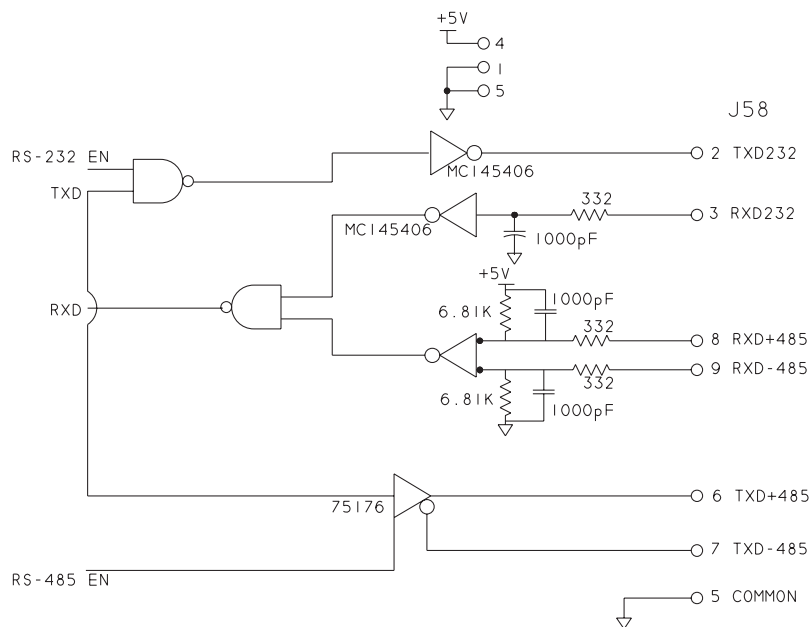 +5V
4
1
5
J58
RS-232 EN
TXD
MC145406
2 TXD232
332
3 RXD232
MC145406
1000pF
+5V
1000pF
6.81K
332
RXD
8 RXD+485
9 RXD-485
332
6.81K
1000pF
75176
6 TXD+485
7 TXD-485
RS-485 EN
5 COMMON